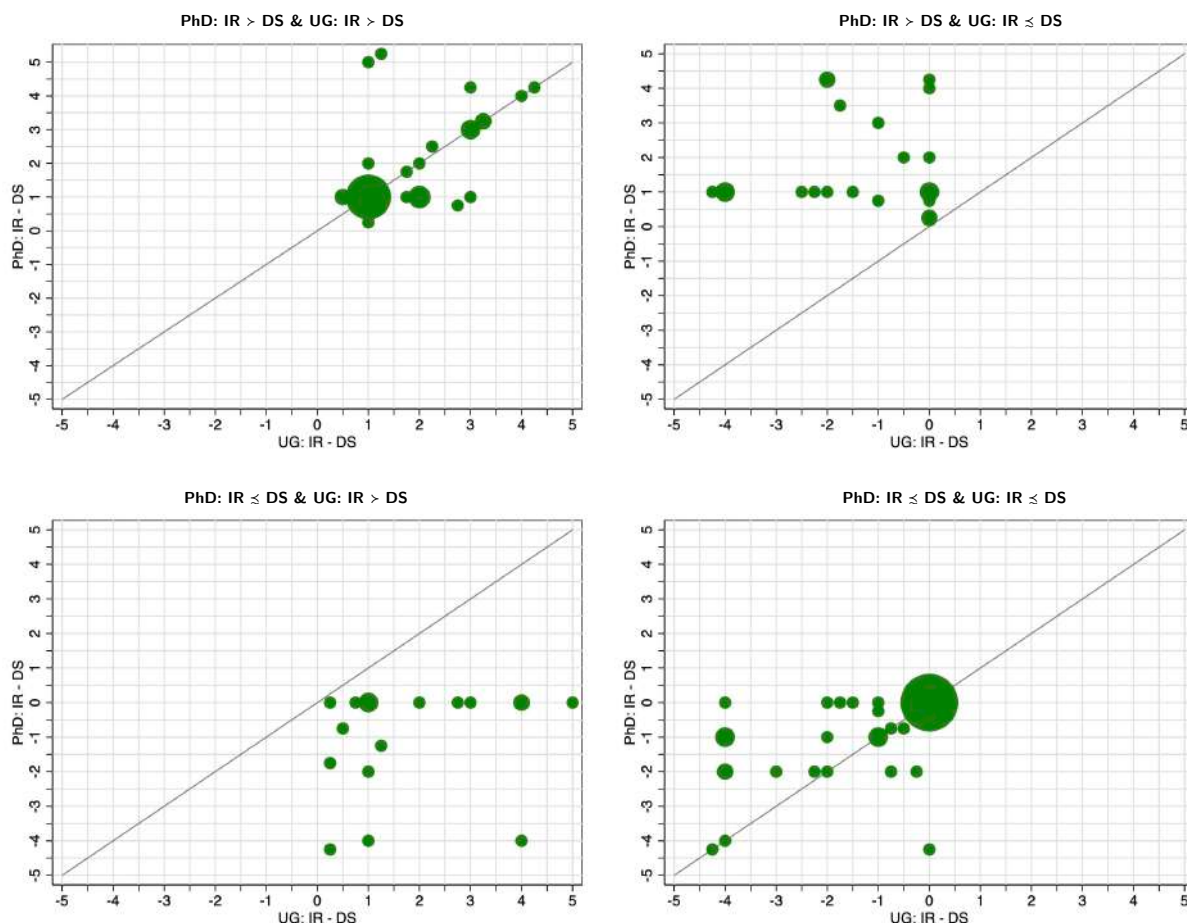 PhD: IR ≻ DS & UG: IR ≻ DS
PhD: IR - DS
5
4
3
2
1
0
-1
-2
-3
-4
-5
-5 -4 -3 -2 -1 0 1 2 3 4 5
UG: IR - DS
PhD: IR ≻ DS & UG: IR ≾ DS
PhD: IR - DS
5
4
3
2
1
0
-1
-2
-3
-4
-5
-5 -4 -3 -2 -1 0 1 2 3 4 5
UG: IR - DS
PhD: IR ≾ DS & UG: IR ≻ DS
PhD: IR - DS
5
4
3
2
1
0
-1
-2
-3
-4
-5
-5 -4 -3 -2 -1 0 1 2 3 4 5
UG: IR - DS
PhD: IR ≾ DS & UG: IR ≾ DS
PhD: IR - DS
5
4
3
2
1
0
-1
-2
-3
-4
-5
-5 -4 -3 -2 -1 0 1 2 3 4 5
UG: IR - DS